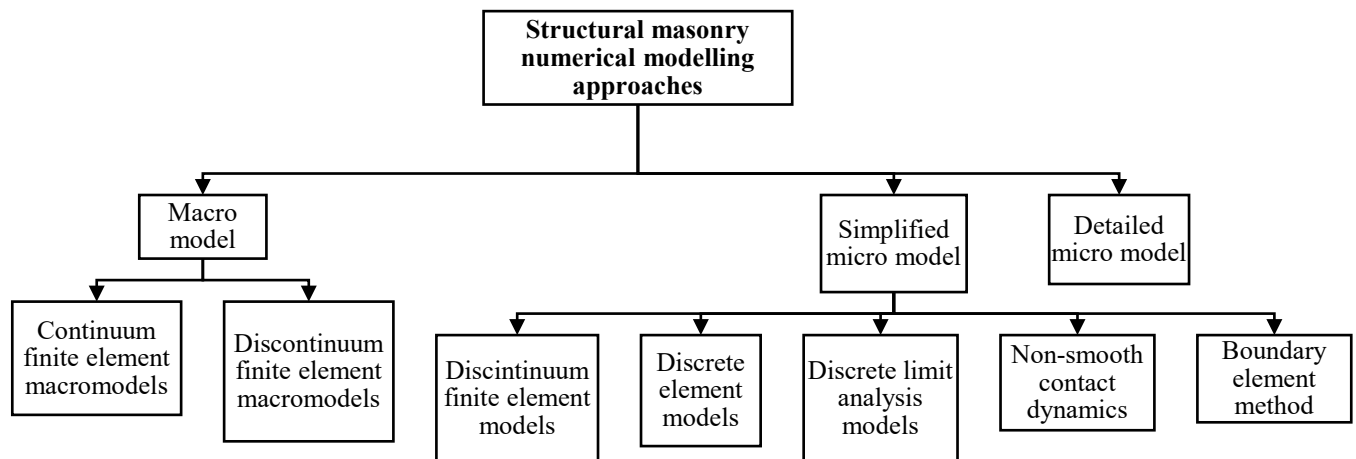 Structural masonry
numerical modelling
approaches
Macro
model
Simplified
micro model
Detailed
micro model
Continuum
finite element
macromodels
Discontinuum
finite element
macromodels
Discintinuum
finite element
models
Discrete
element
models
Discrete limit
analysis
models
Non-smooth
contact
dynamics
Boundary
element
method